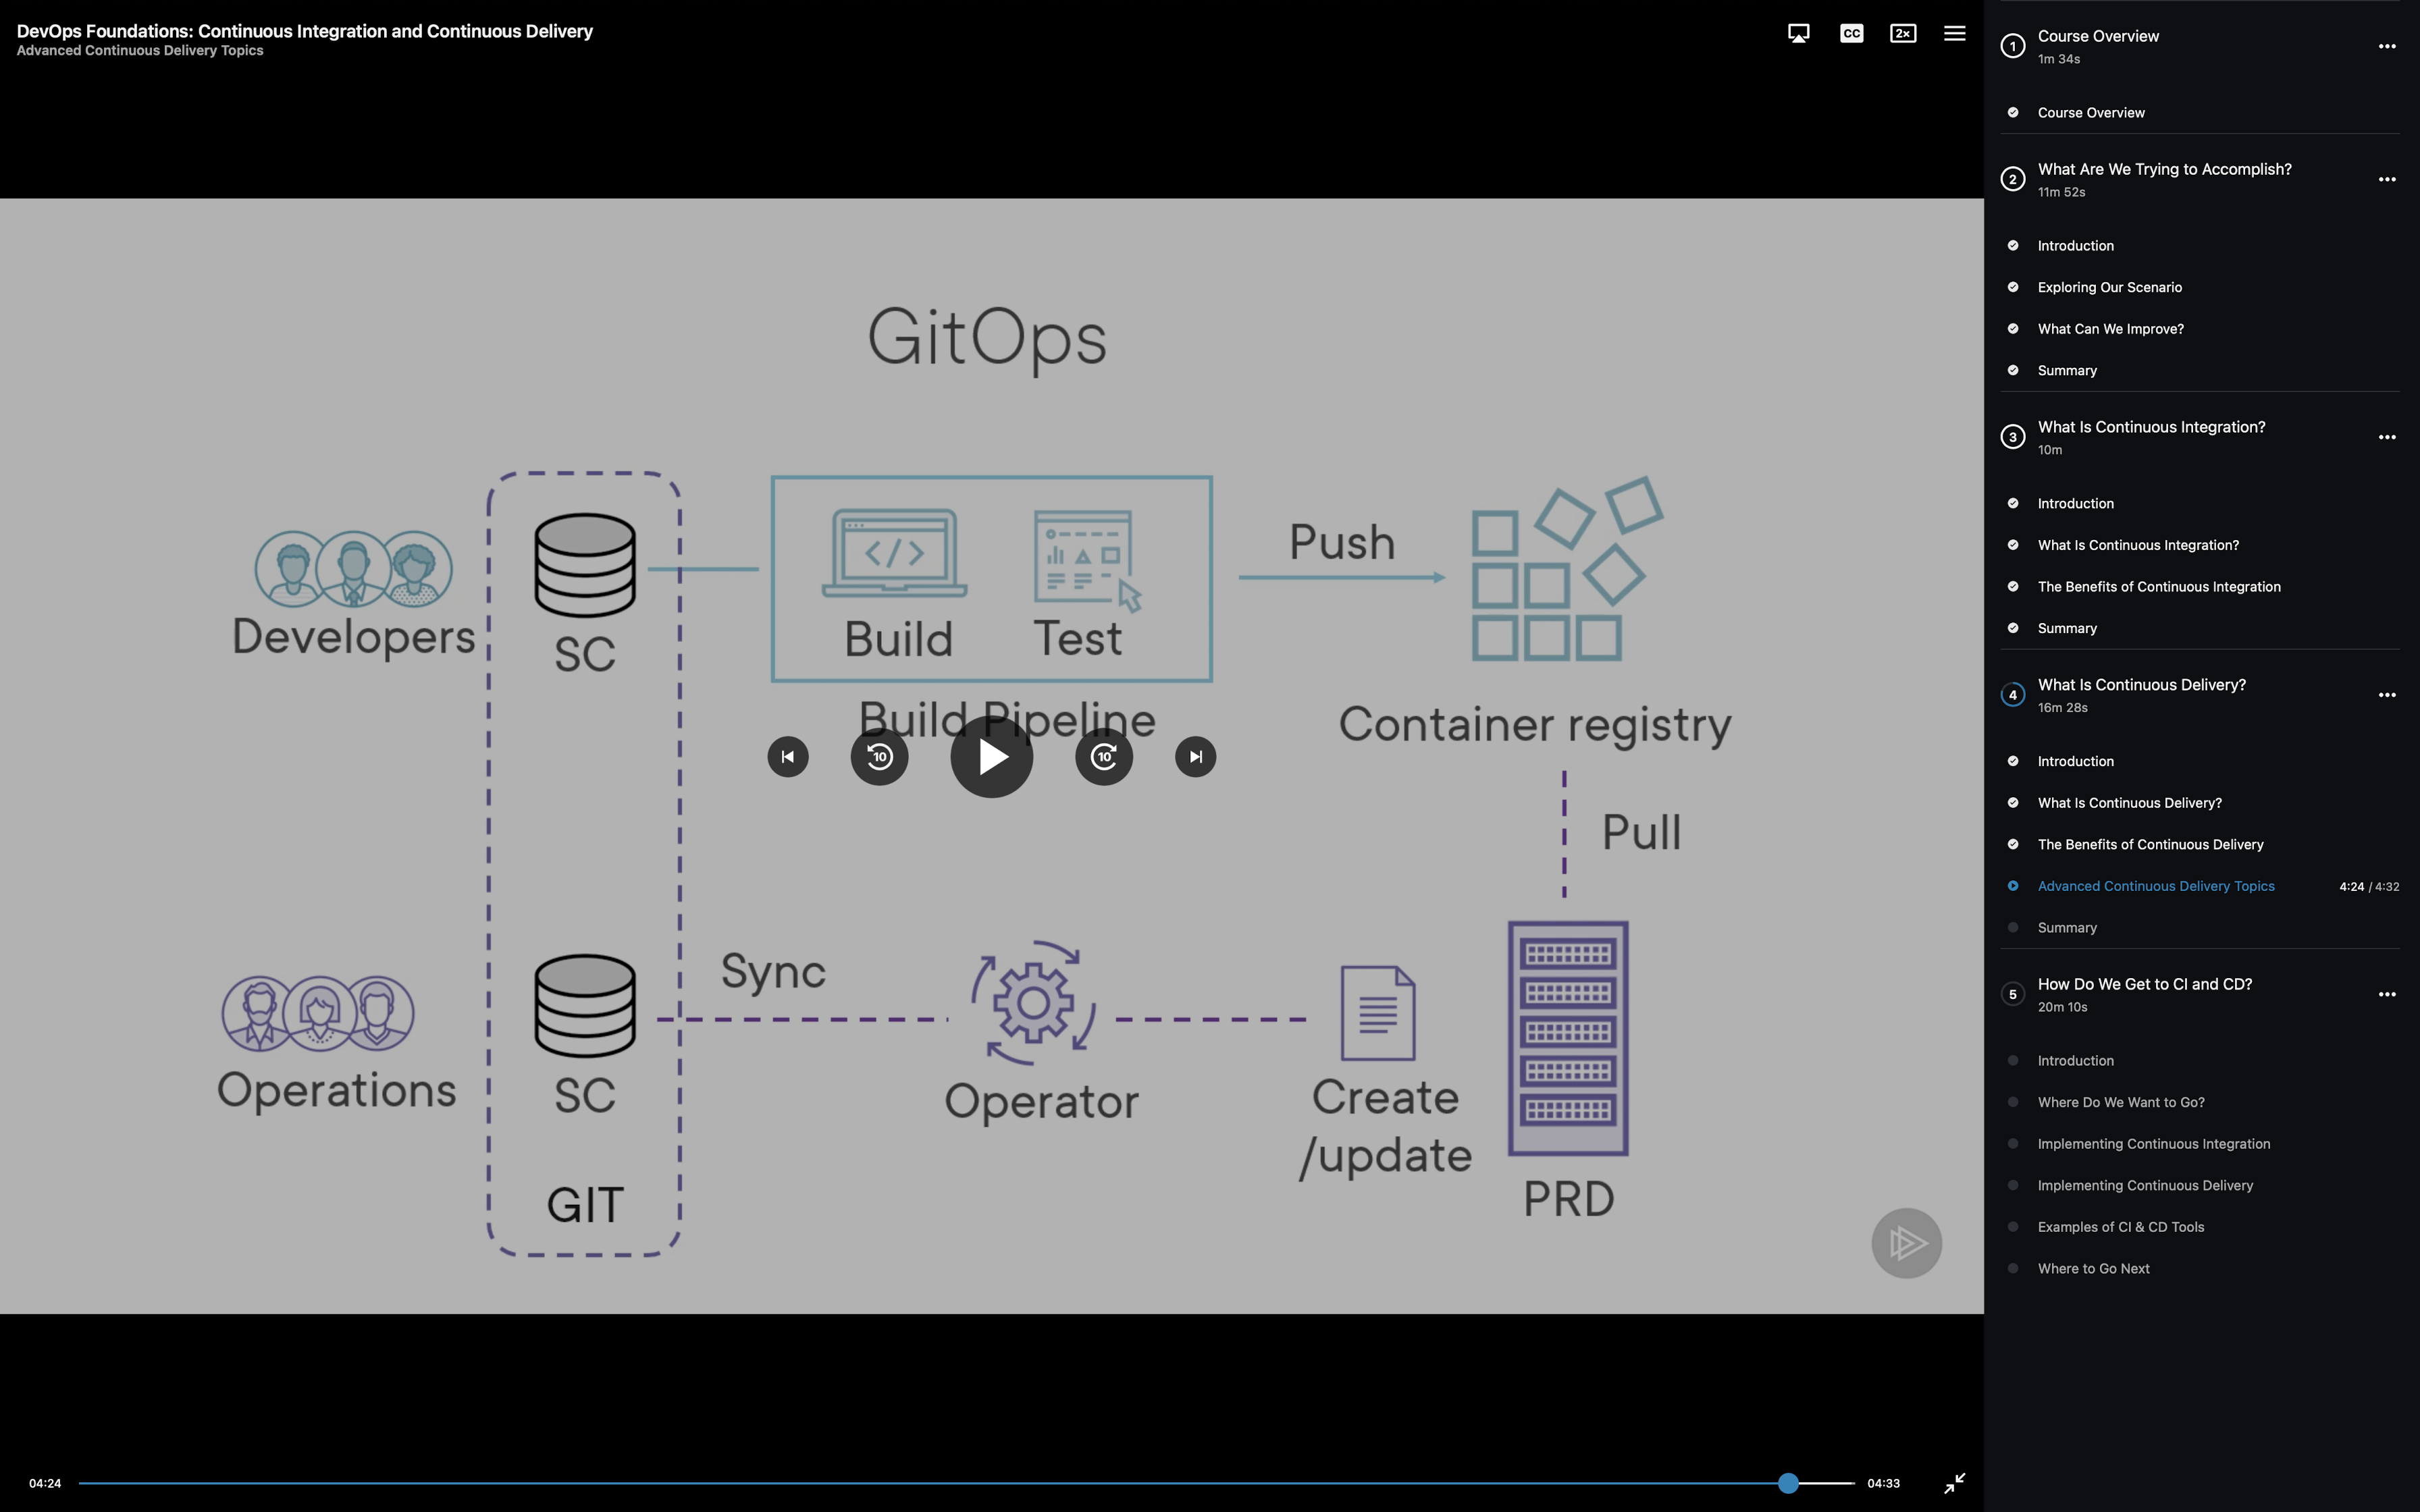 DevOps Foundations: Continuous Integration and Continuous Delivery
Advanced Continuous Delivery Topics
CC
2x
GitOps
Developers
SC
Build
Test
Build Pipeline
Push
Container registry
Pull
10
10
Operations
SC
GIT
Sync
Operator
Create
/update
PRD
04:24
04:33
1
Course Overview
1m 34s
Course Overview
2
What Are We Trying to Accomplish?
11m 52s
Introduction
Exploring Our Scenario
What Can We Improve?
Summary
3
What Is Continuous Integration?
10m
Introduction
What Is Continuous Integration?
The Benefits of Continuous Integration
Summary
4
What Is Continuous Delivery?
16m 28s
Introduction
What Is Continuous Delivery?
The Benefits of Continuous Delivery
Advanced Continuous Delivery Topics 4:24 / 4:32
Summary
5
How Do We Get to CI and CD?
20m 10s
Introduction
Where Do We Want to Go?
Implementing Continuous Integration
Implementing Continuous Delivery
Examples of CI & CD Tools
Where to Go Next